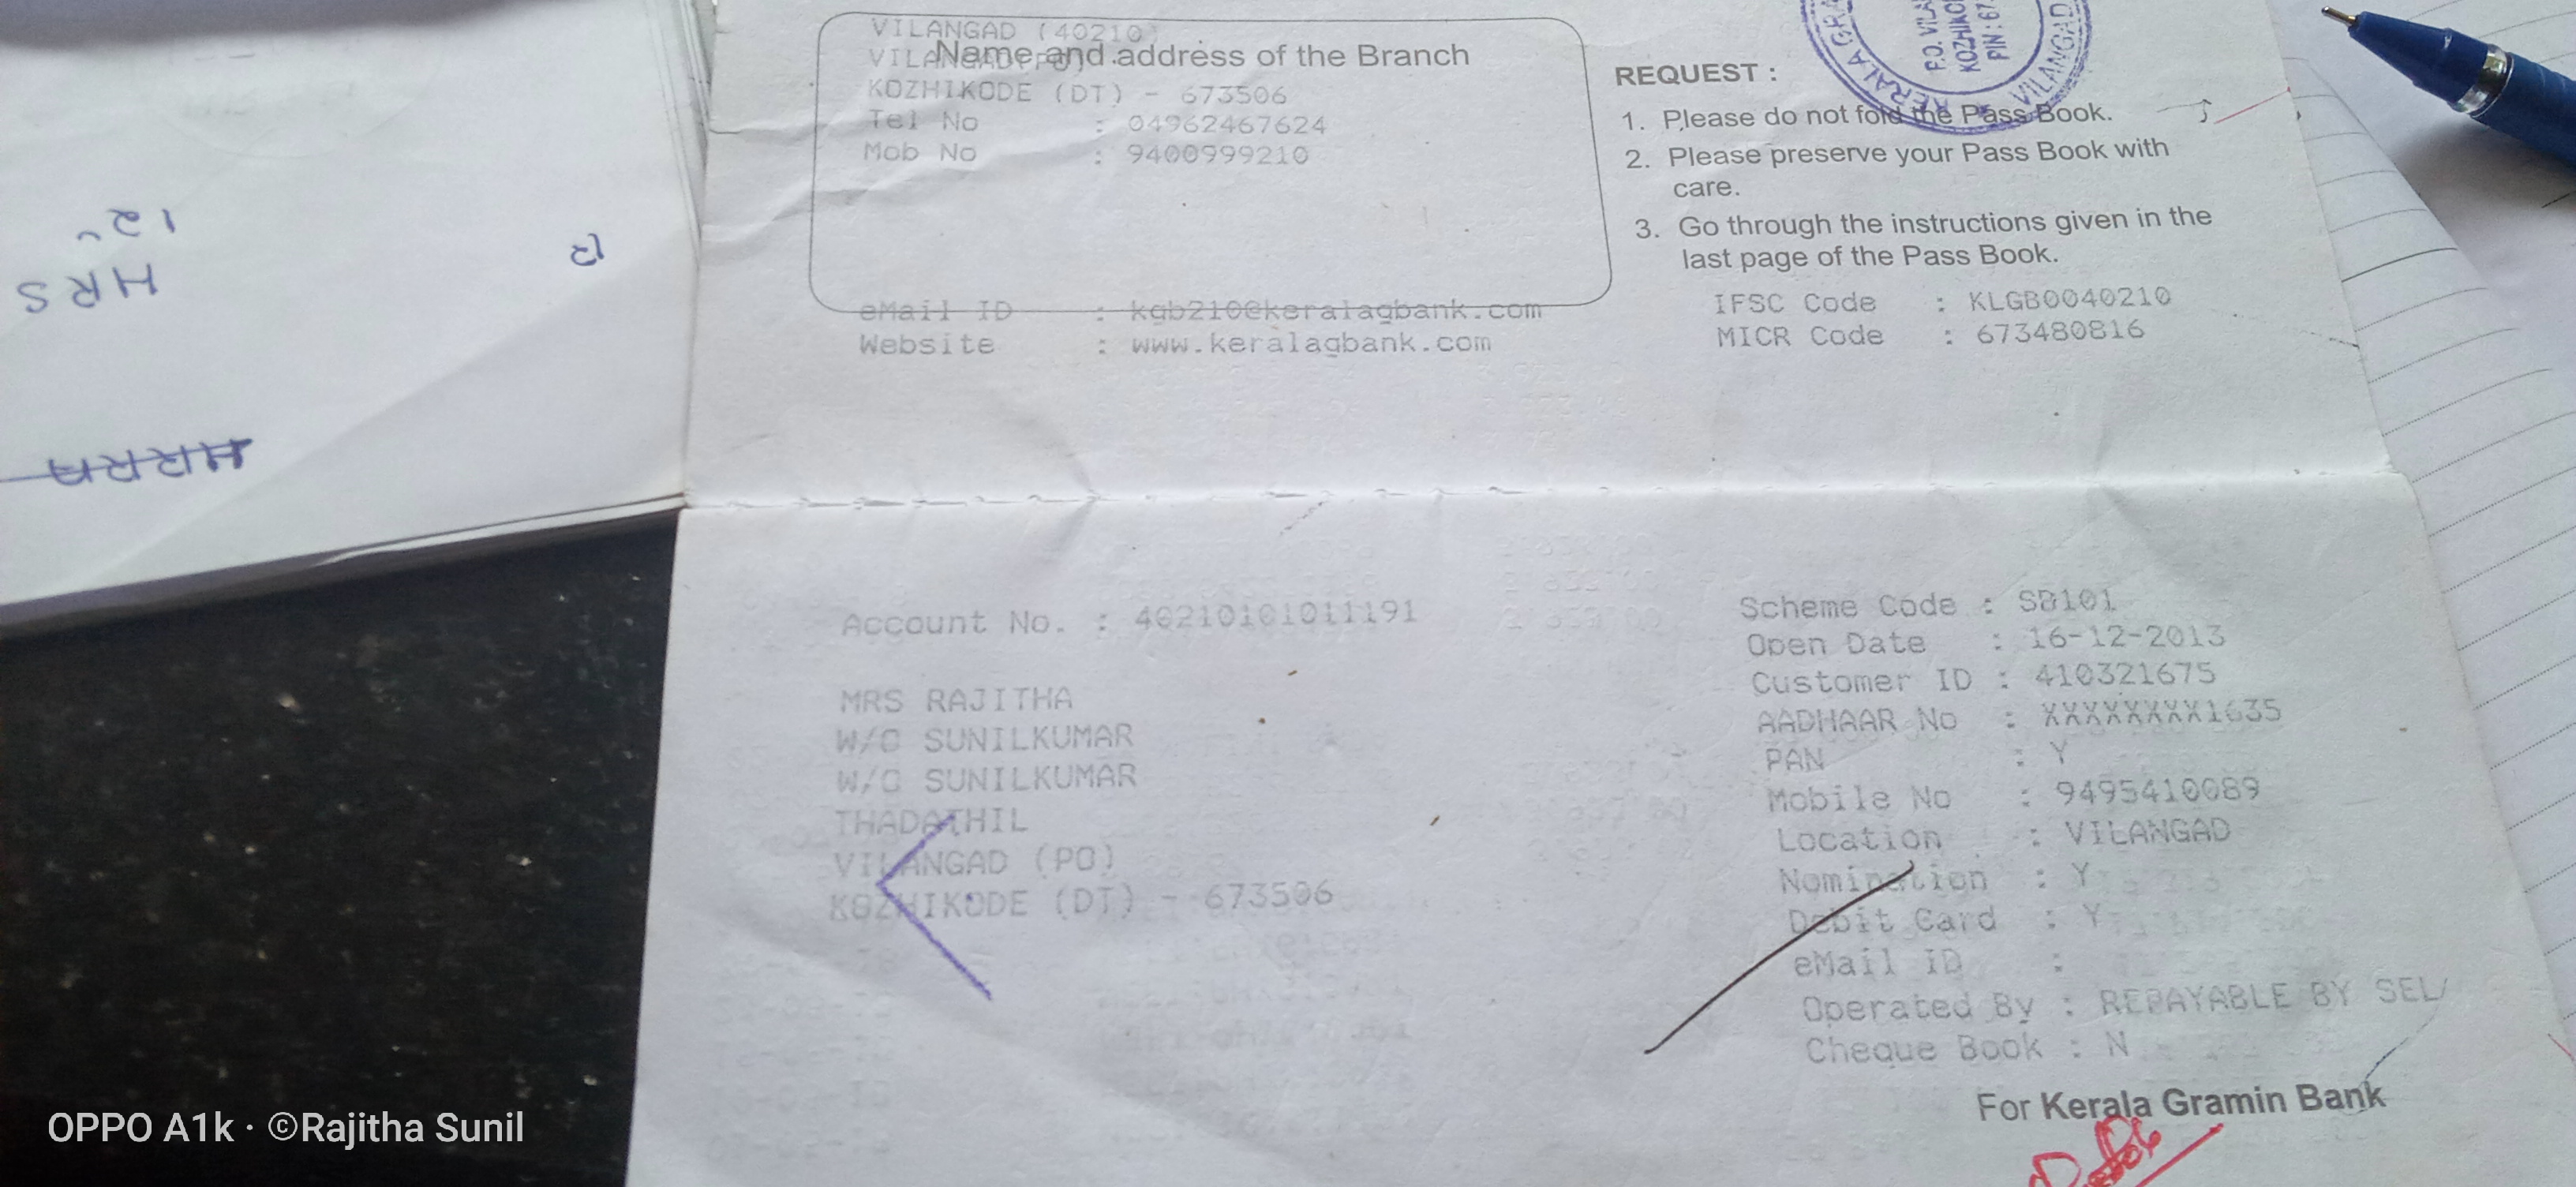 VILANGAD (40210)
VILANGAD(PO)
Name and address of the Branch
KOZHIKODE (DT) - 673506
Tel No : 04962467624
Mob No : 9400999210
eMail ID : kgb210@keralagbank.com
Website : www.keralagbank.com
KERALA GRA
P.O. VILA
KOZHIKO
PIN : 67
VILANGAD
REQUEST :
1. Please do not fold the Pass Book.
2. Please preserve your Pass Book with
care.
3. Go through the instructions given in the
last page of the Pass Book.
IFSC Code : KLGB0040210
MICR Code : 673480816
Account No. : 40210101011191
MRS RAJITHA
W/O SUNILKUMAR
W/O SUNILKUMAR
THADATHIL
VILANGAD (PO)
KOZHIKODE (DT) - 673506
Scheme Code : SB101
Open Date : 16-12-2013
Customer ID : 410321675
AADHAAR No : XXXXXXXX1635
PAN : Y
Mobile No : 9495410089
Location : VILANGAD
Nomination : Y
Debit Card : Y
eMail ID :
Operated By : REPAYABLE BY SEL
Cheque Book : N
For Kerala Gramin Bank
HRS
OPPO A1k · ©Rajitha Sunil